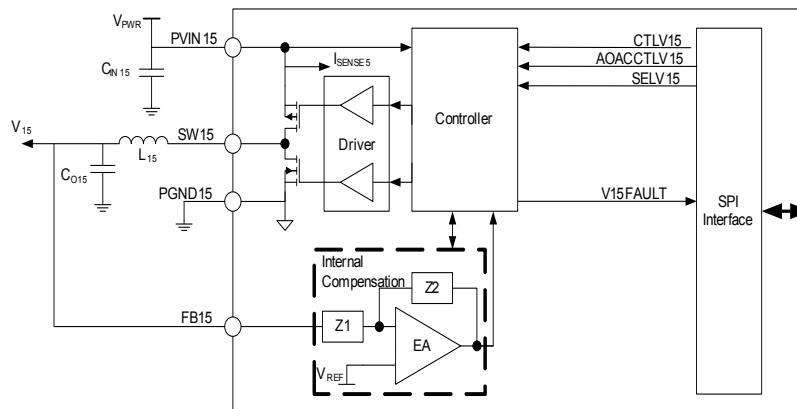 VPWR
PVIN15
CIN15
ISENSE5
CTLV15
AOACCTLV15
SELV15
Controller
V15
SW15
L15
CO15
Driver
PGND15
V15FAULT
SPI
Interface
Internal
Compensation
Z2
FB15
Z1
EA
VREF